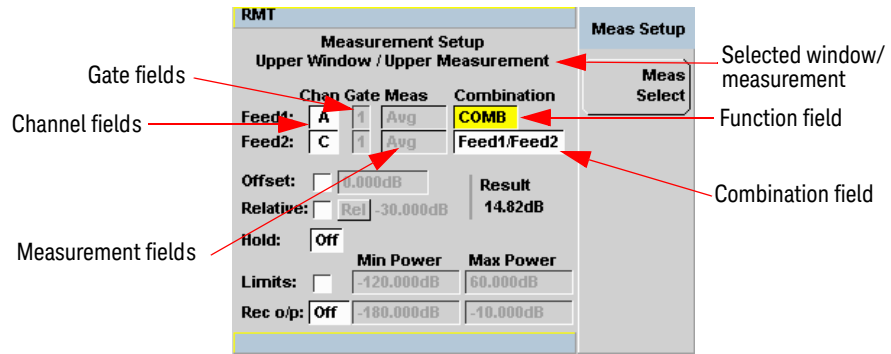 RMT
Meas Setup
Measurement Setup
Upper Window / Upper Measurement
Selected window/
measurement
Meas
Select
Gate fields
Chan Gate Meas Combination
Function field
Channel fields
Feed1: A 1 Avg COMB
Feed2: C 1 Avg Feed1/Feed2
Offset: 0.000dB
Result
Combination field
Relative: Rel -30.000dB
14.82dB
Hold: Off
Measurement fields
Min Power Max Power
Limits: -120.000dB 60.000dB
Rec o/p: Off -180.000dB -10.000dB